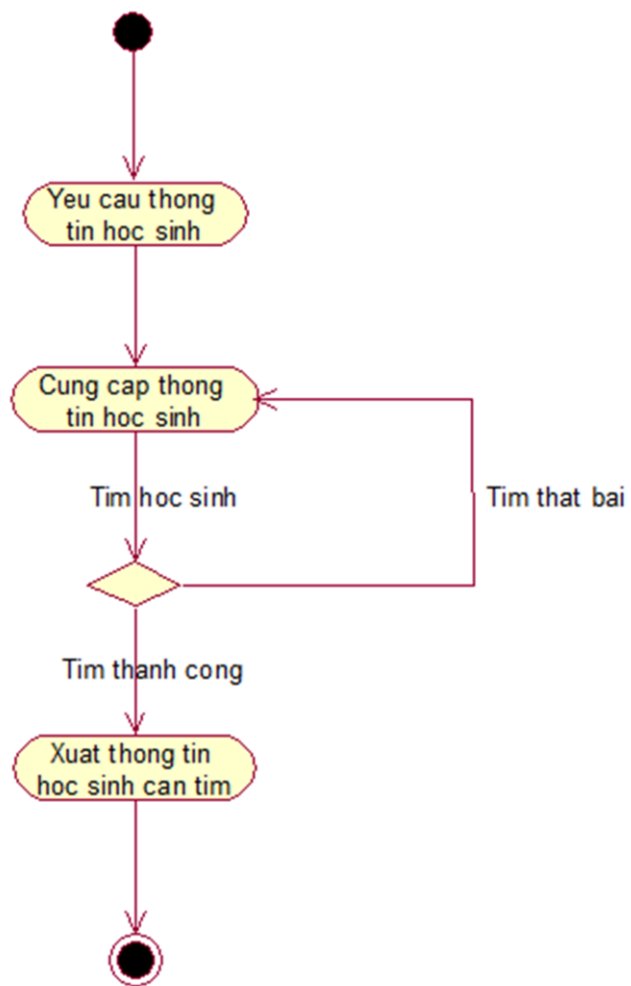 Yeu cau thong
tin hoc sinh
Cung cap thong
tin hoc sinh
Tim hoc sinh
Tim that bai
Tim thanh cong
Xuat thong tin
hoc sinh can tim